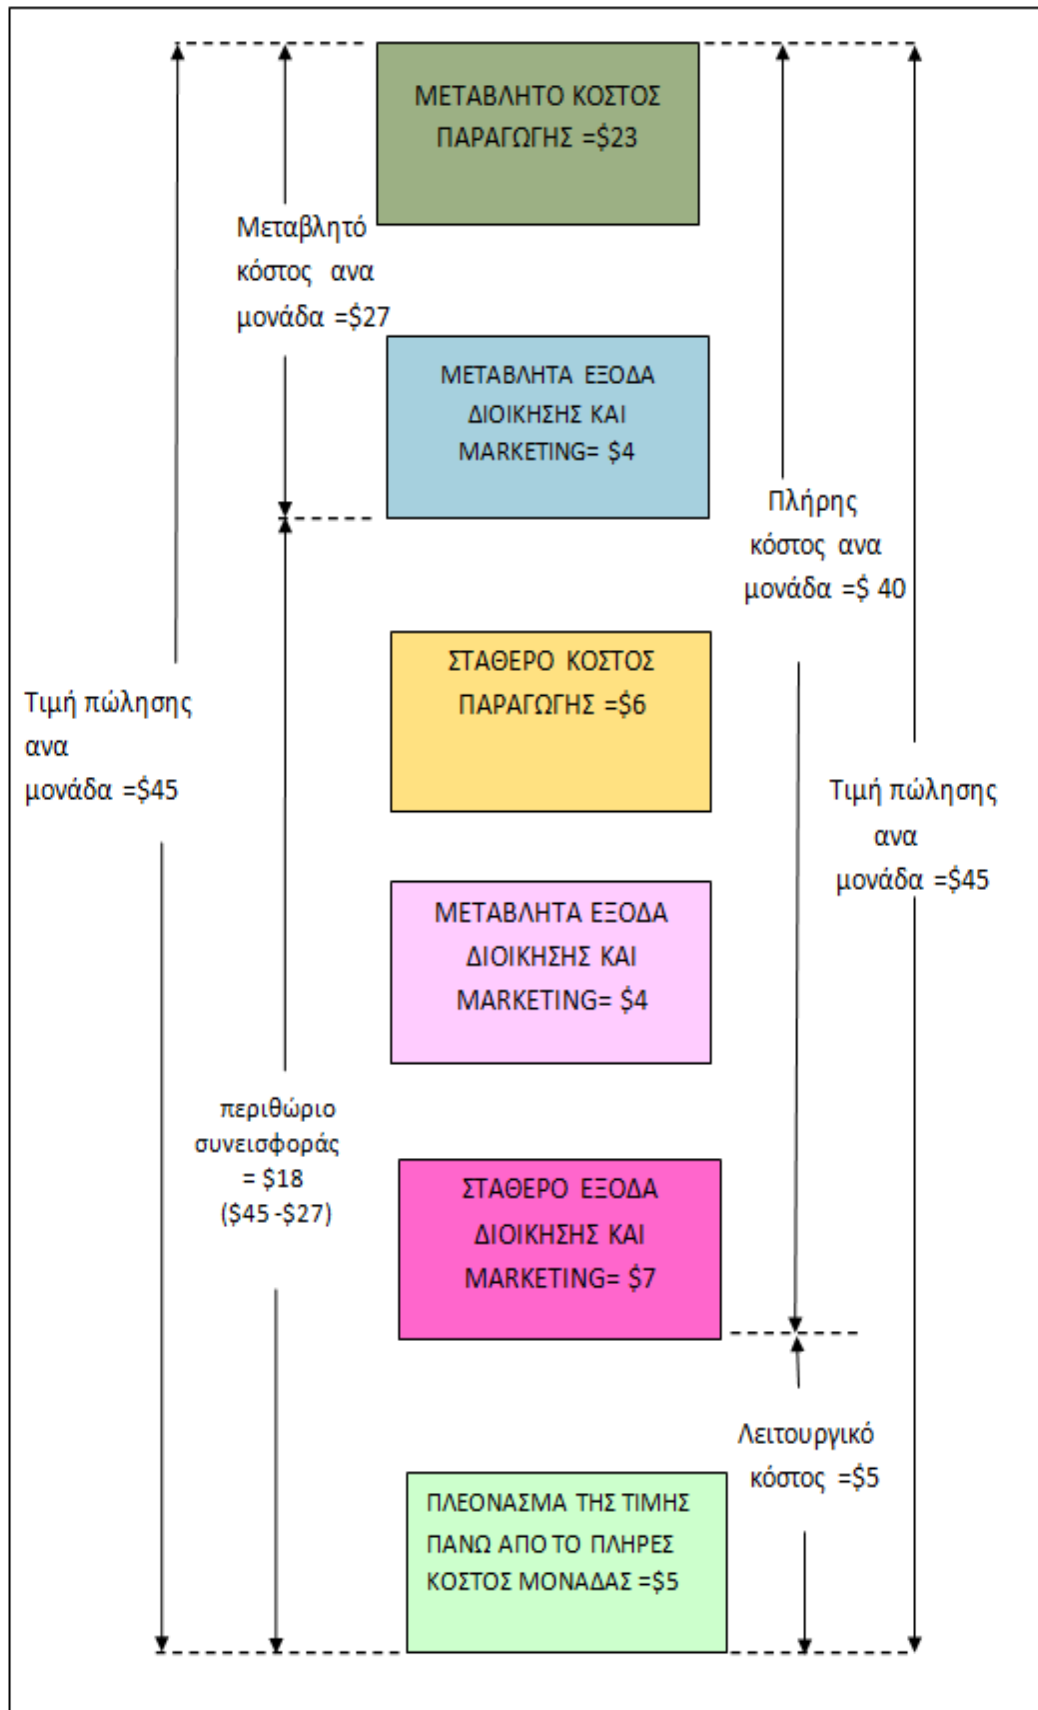 ΜΕΤΑΒΛΗΤΟ ΚΟΣΤΟΣ
ΠΑΡΑΓΩΓΗΣ =$23
Μεταβλητό
κόστος ανα
μονάδα =$27
ΜΕΤΑΒΛΗΤΑ ΕΞΟΔΑ
ΔΙΟΙΚΗΣΗΣ ΚΑΙ
MARKETING= $4
Πλήρης
κόστος ανα
μονάδα =$ 40
ΣΤΑΘΕΡΟ ΚΟΣΤΟΣ
ΠΑΡΑΓΩΓΗΣ =$6
Τιμή πώλησης
ανα
μονάδα =$45
Τιμή πώλησης
ανα
μονάδα =$45
ΜΕΤΑΒΛΗΤΑ ΕΞΟΔΑ
ΔΙΟΙΚΗΣΗΣ ΚΑΙ
MARKETING= $4
περιθώριο
συνεισφοράς
= $18
($45 -$27)
ΣΤΑΘΕΡΟ ΕΞΟΔΑ
ΔΙΟΙΚΗΣΗΣ ΚΑΙ
MARKETING= $7
Λειτουργικό
κόστος =$5
ΠΛΕΟΝΑΣΜΑ ΤΗΣ ΤΙΜΗΣ
ΠΑΝΩ ΑΠΟ ΤΟ ΠΛΗΡΕΣ
ΚΟΣΤΟΣ ΜΟΝΑΔΑΣ =$5